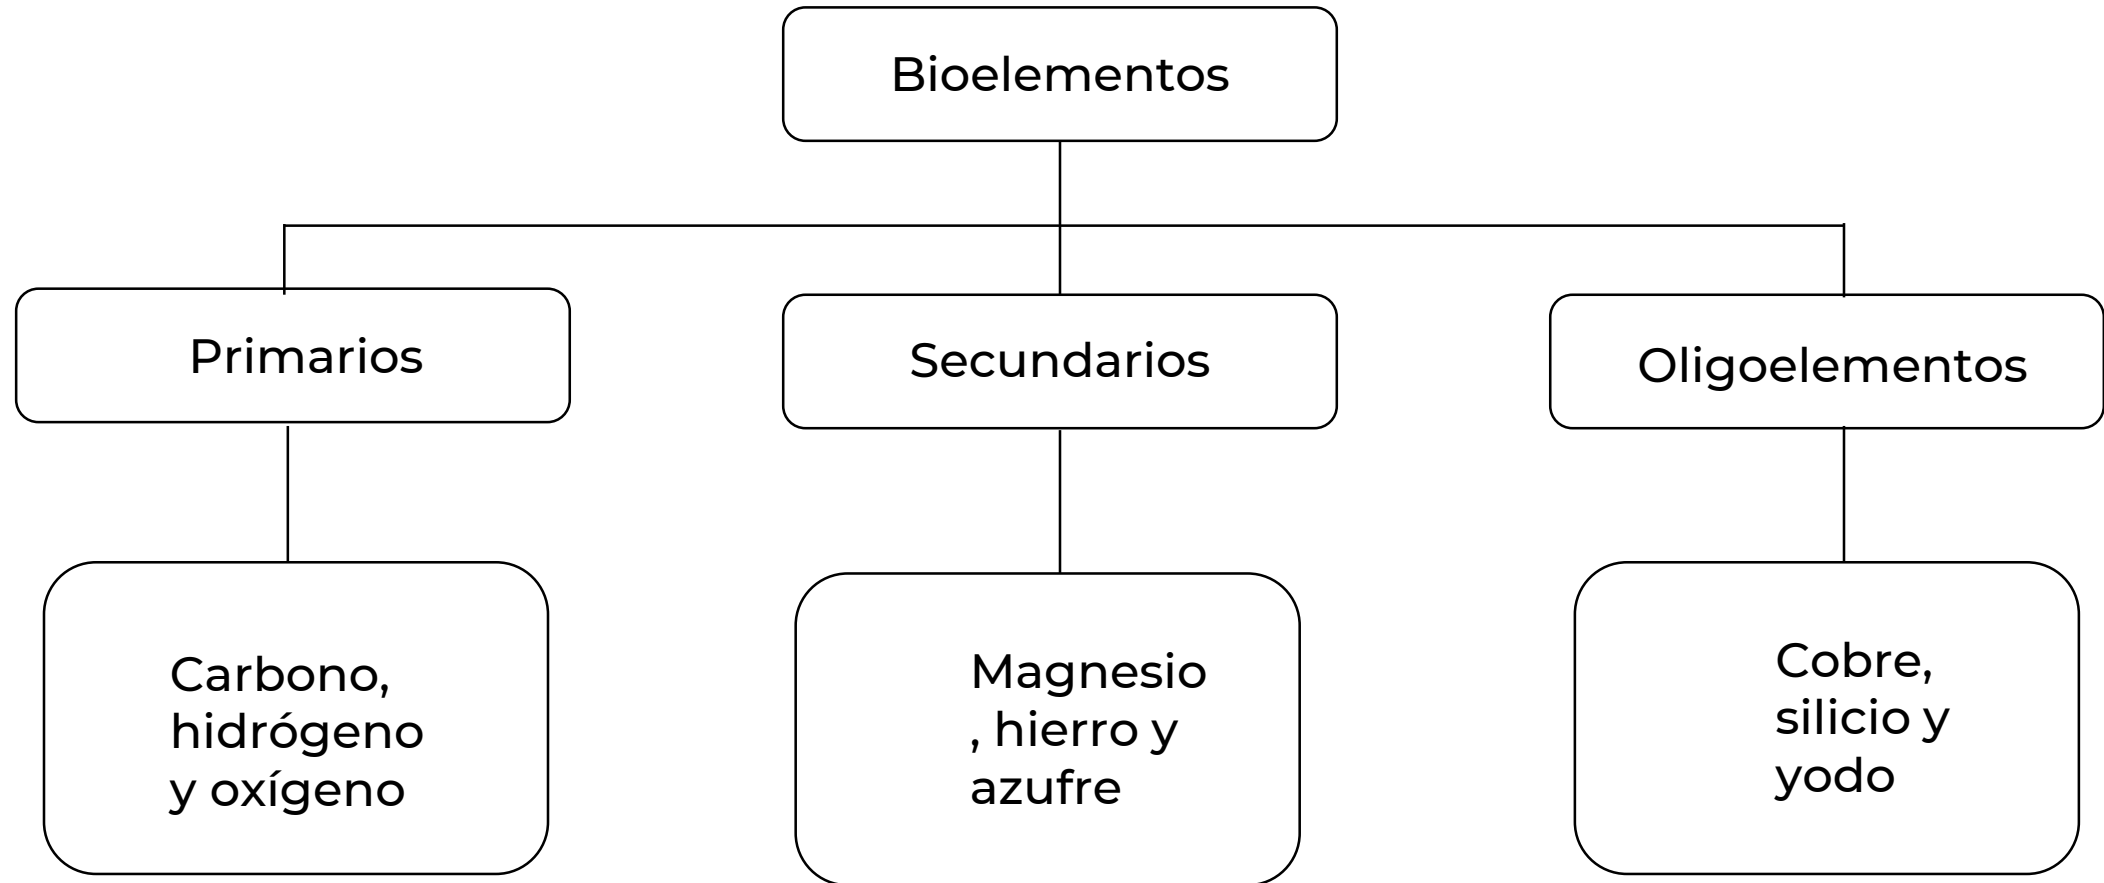 Bioelementos
Primarios
Secundarios
Oligoelementos
Carbono,
hidrógeno
y oxígeno
Magnesio
, hierro y
azufre
Cobre,
silicio y
yodo